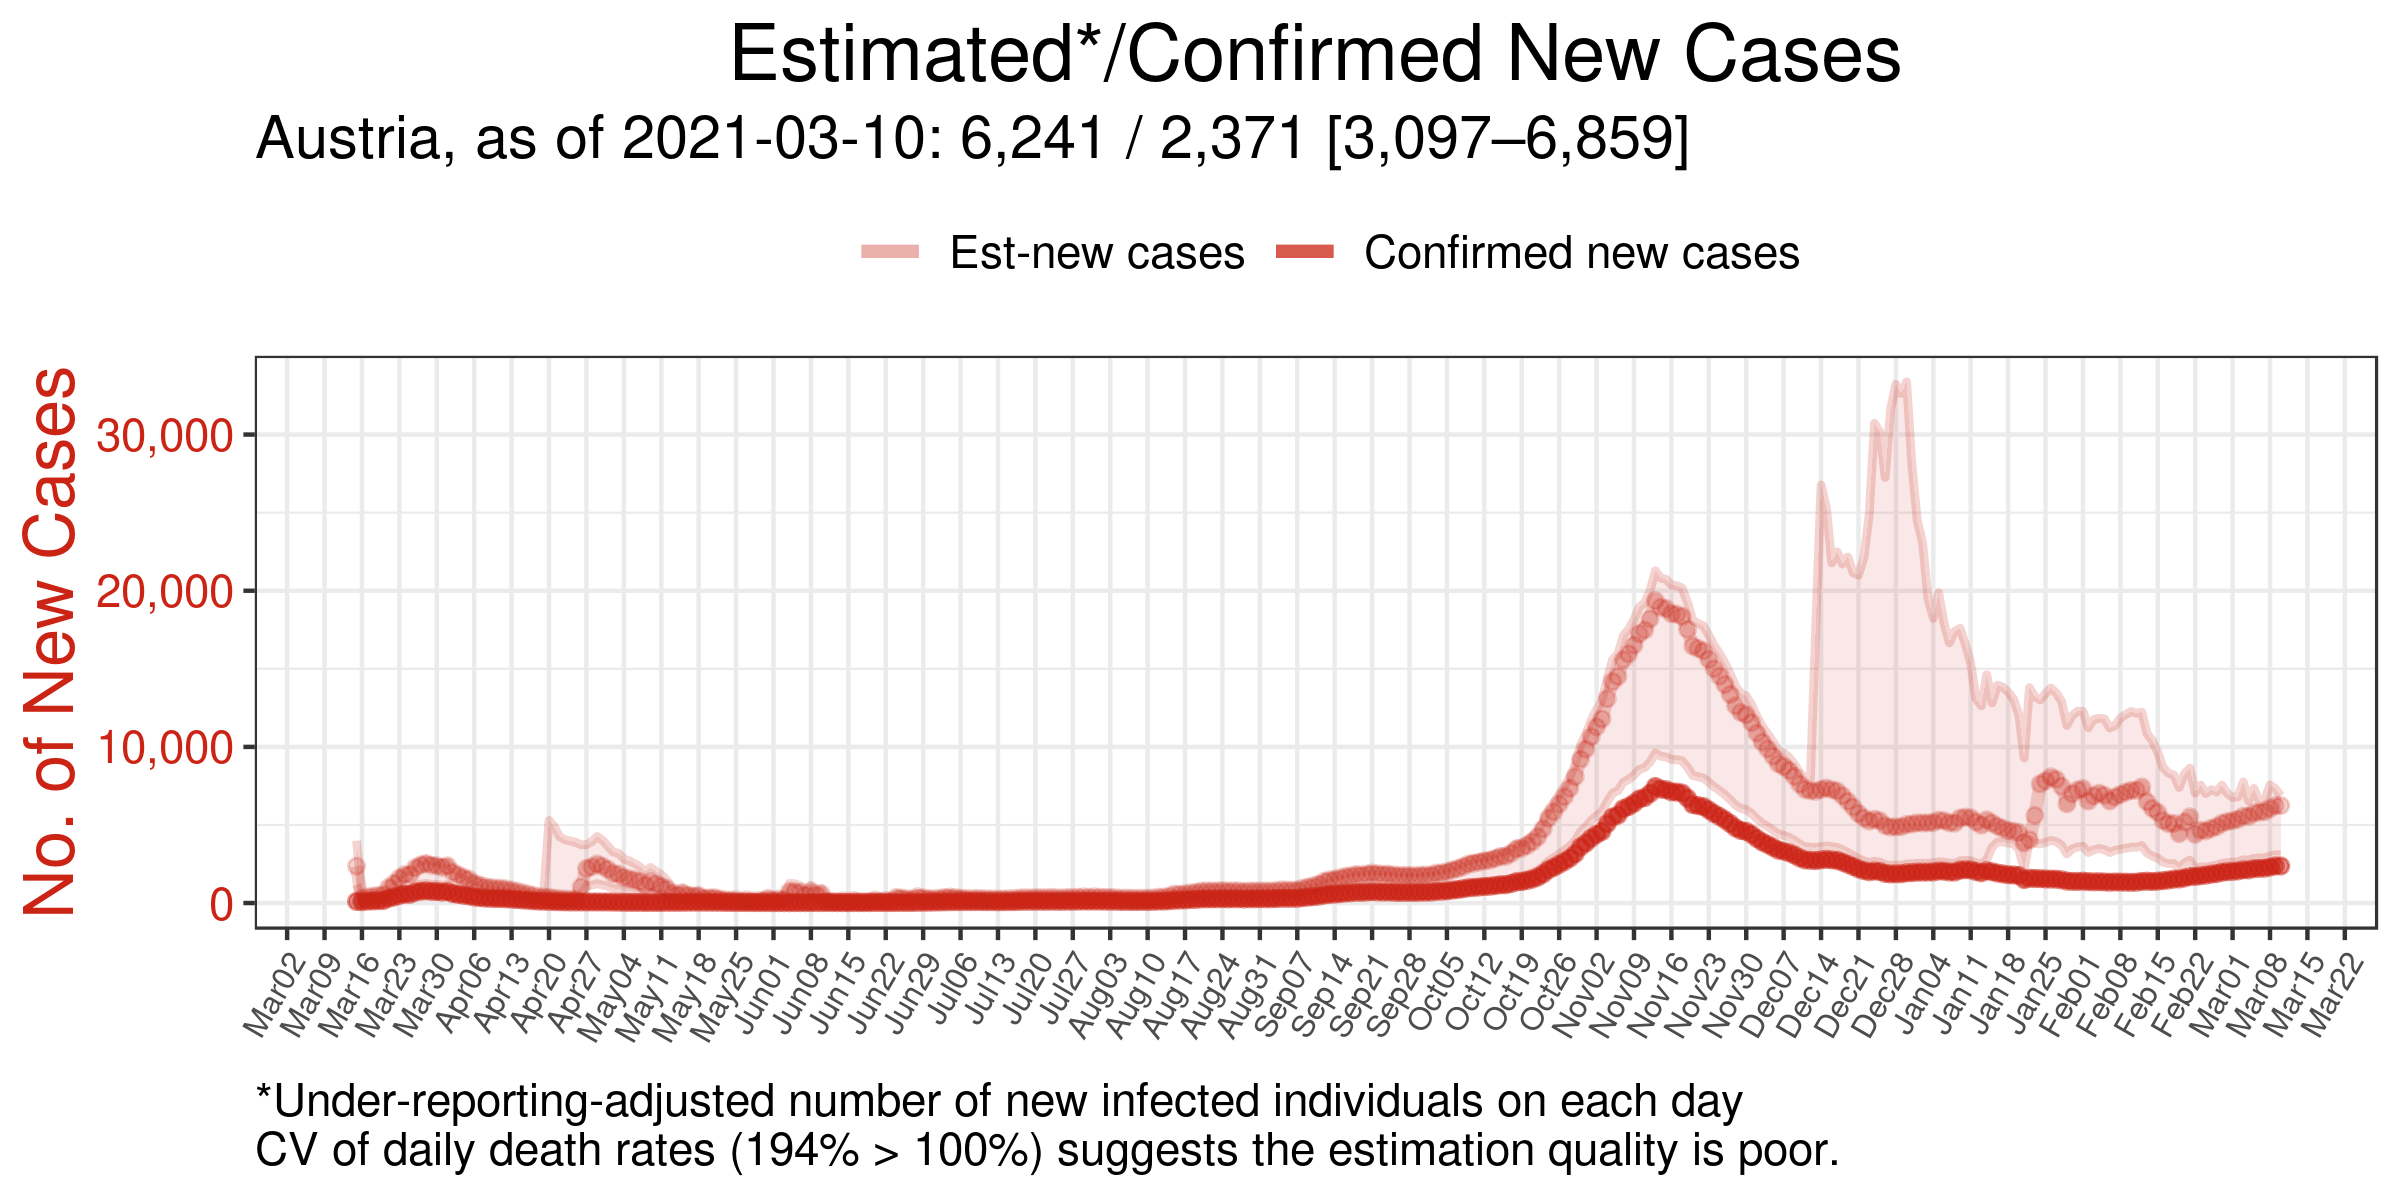 Estimated*/Confirmed New Cases
Austria, as of 2021-03-10: 6,241 / 2,371 [3,097–6,859]
Est-new cases
Confirmed new cases
No. of New Cases
30,000
20,000
10,000
0
Mar02
Mar09
Mar16
Mar23
Mar30
Apr06
Apr13
Apr20
Apr27
May04
May11
May18
May25
Jun01
Jun08
Jun15
Jun22
Jun29
Jul06
Jul13
Jul20
Jul27
Aug03
Aug10
Aug17
Aug24
Aug31
Sep07
Sep14
Sep21
Sep28
Oct05
Oct12
Oct19
Oct26
Nov02
Nov09
Nov16
Nov23
Nov30
Dec07
Dec14
Dec21
Dec28
Jan04
Jan11
Jan18
Jan25
Feb01
Feb08
Feb15
Feb22
Mar01
Mar08
Mar15
Mar22
*Under-reporting-adjusted number of new infected individuals on each day
CV of daily death rates (194% > 100%) suggests the estimation quality is poor.